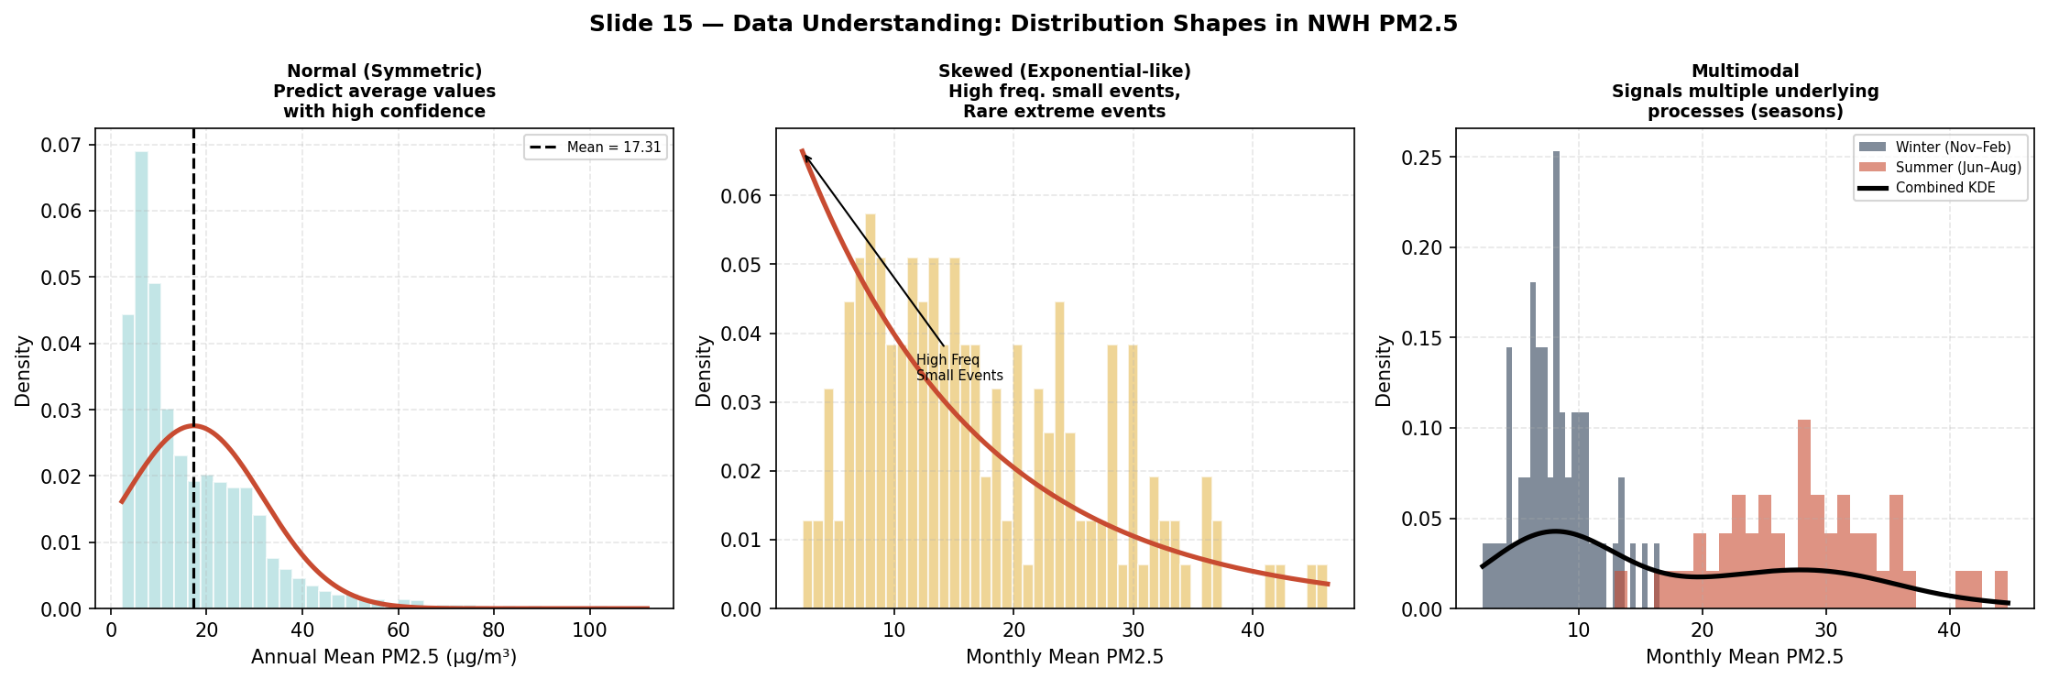 Slide 15 — Data Understanding: Distribution Shapes in NWH PM2.5
Normal (Symmetric)
Predict average values
with high confidence
Mean = 17.31
0.07
0.06
0.05
0.04
0.03
0.02
0.01
0.00
Density
0
20
40
60
80
100
Annual Mean PM2.5 (µg/m³)
Skewed (Exponential-like)
High freq. small events,
Rare extreme events
0.06
0.05
0.04
0.03
0.02
0.01
0.00
Density
High Freq
Small Events
10
20
30
40
Monthly Mean PM2.5
Multimodal
Signals multiple underlying
processes (seasons)
Winter (Nov–Feb)
Summer (Jun–Aug)
Combined KDE
0.25
0.20
0.15
0.10
0.05
0.00
Density
10
20
30
40
Monthly Mean PM2.5